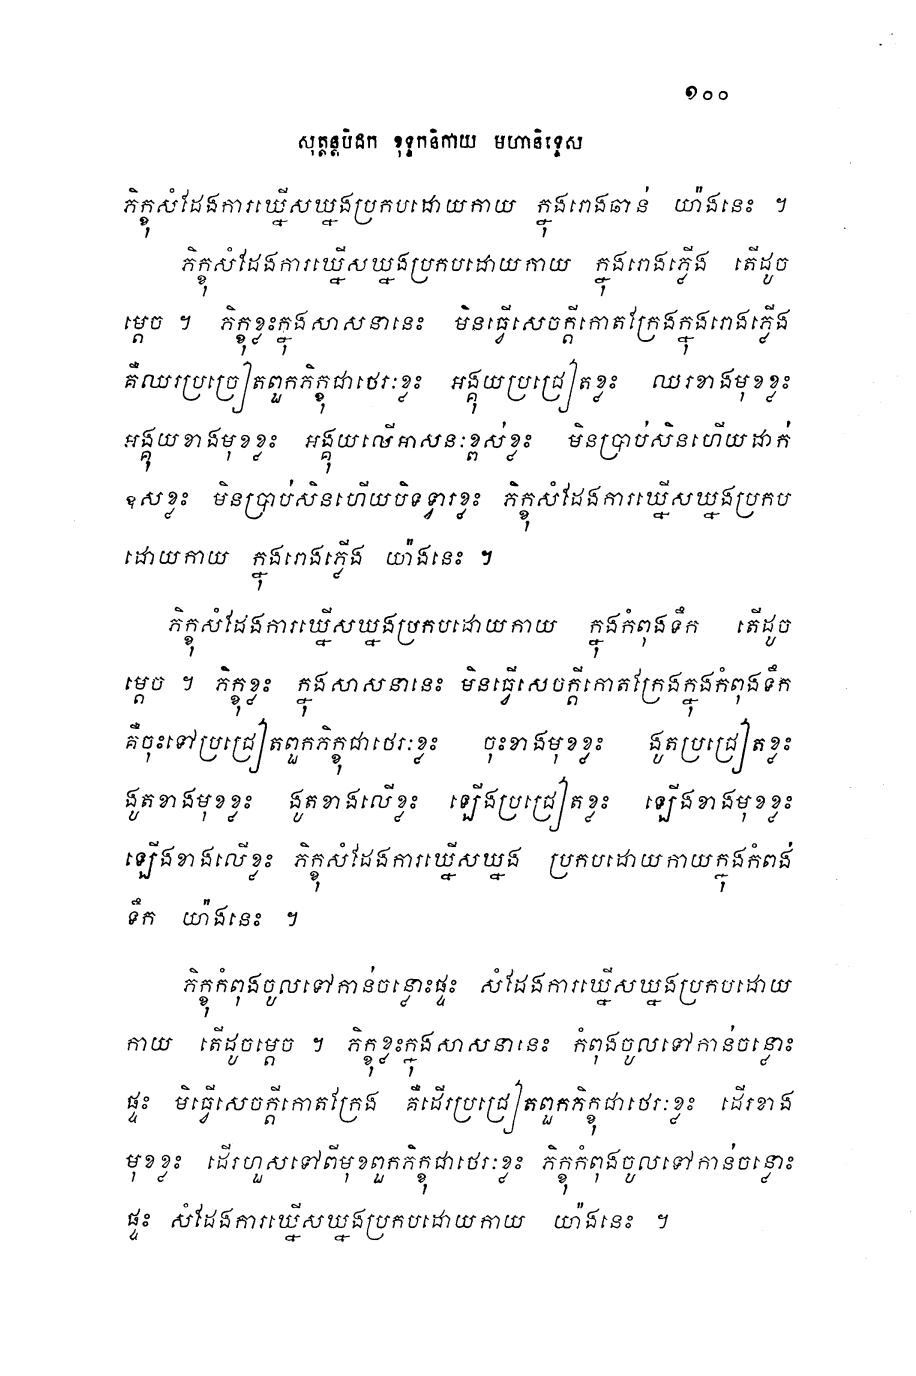 ១០០
សុត្តន្តបិដក ខុទ្ទកនិកាយ មហានិទ្ទេស
ភិក្ខុសំដែងការឃ្នើសឃ្នងប្រកបដោយកាយ ក្នុងរោងឆាន់ យ៉ាងនេះ ។
ភិក្ខុសំដែងការឃ្នើសឃ្នងប្រកបដោយកាយ ក្នុងរោងភ្លើង តើដូច
ម្តេច ។ ភិក្ខុខ្លះក្នុងសាសនានេះ មិនធ្វើសេចក្តីកោតក្រែងក្នុងរោងភ្លើង
គឺឈរប្រច្រៀតពួកភិក្ខុជាថេរៈខ្លះ អង្គុយប្រជ្រៀតខ្លះ ឈរខាងមុខខ្លះ
អង្គុយខាងមុខខ្លះ អង្គុយលើអាសនៈខ្ពស់ខ្លះ មិនប្រាប់សិនហើយដាក់
ឧសខ្លះ មិនប្រាប់សិនហើយបិទទ្វារខ្លះ ភិក្ខុសំដែងការឃ្នើសឃ្នងប្រកប
ដោយកាយ ក្នុងរោងភ្លើង យ៉ាងនេះ ។
ភិក្ខុសំដែងការឃ្នើសឃ្នងប្រកបដោយកាយ ក្នុងកំពុងទឹក តើដូច
ម្តេច ។ ភិក្ខុខ្លះ ក្នុងសាសនានេះ មិនធ្វើសេចក្តីកោតក្រែងក្នុងកំពុងទឹក
គឺចុះទៅប្រជ្រៀតពួកភិក្ខុជាថេរៈខ្លះ ចុះខាងមុខខ្លះ ងូតប្រជ្រៀតខ្លះ
ងូតខាងមុខខ្លះ ងូតខាងលើខ្លះ ឡើងប្រជ្រៀតខ្លះ ឡើងខាងមុខខ្លះ
ឡើងខាងលើខ្លះ ភិក្ខុសំដែងការឃ្នើសឃ្នង ប្រកបដោយកាយក្នុងកំពង់
ទឹក យ៉ាងនេះ ។
ភិក្ខុកំពុងចូលទៅកាន់ចន្លោះផ្ទះ សំដែងការឃ្នើសឃ្នងប្រកបដោយ
កាយ តើដូចម្តេច ។ ភិក្ខុខ្លះក្នុងសាសនានេះ កំពុងចូលទៅកាន់ចន្លោះ
ផ្ទះ មិធ្វើសេចក្តីកោតក្រែង គឺដើរប្រជ្រៀតពួកភិក្ខុជាថេរៈខ្លះ ដើរខាង
មុខខ្លះ ដើរហួសទៅពីមុខពួកភិក្ខុជាថេរៈខ្លះ ភិក្ខុកំពុងចូលទៅកាន់ចន្លោះ
ផ្ទះ សំដែងការឃ្នើសឃ្នងប្រកបដោយកាយ យ៉ាងនេះ ។